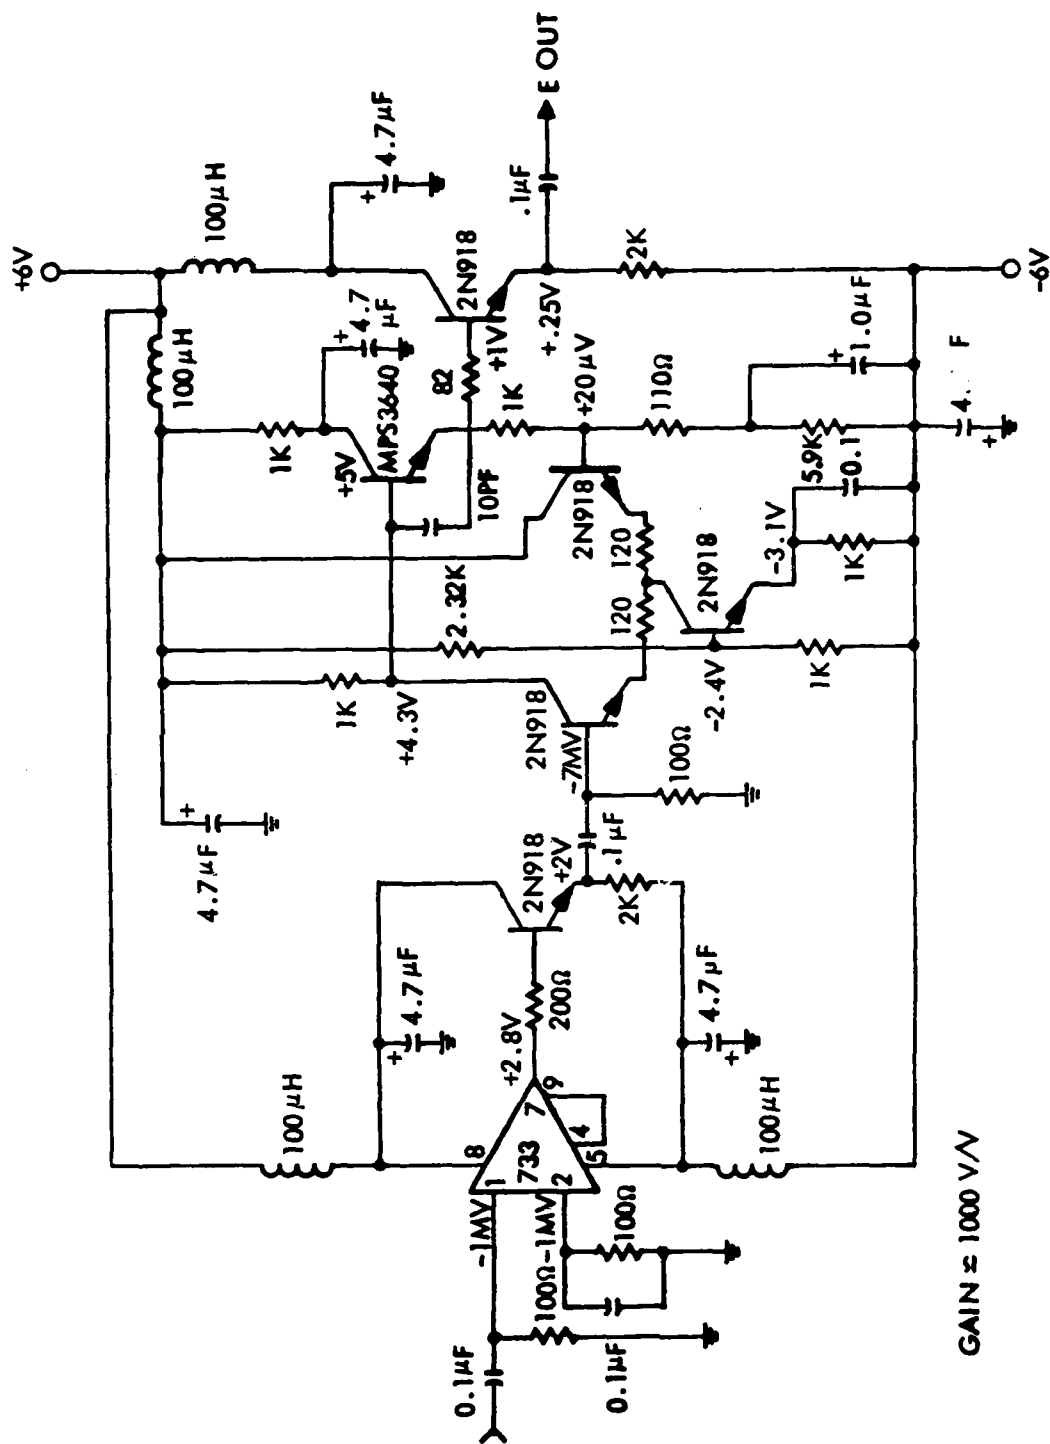 +6V
100μH
4.7μF
+
100μH
4.7
μF
+
1K
+5V
MPS3640
2N918
82
+1V
.1μF
E OUT
+.25V
2K
-6V
1K
10PF
+20μV
110Ω
1.0μF
+
5.9K
0.1
4. F
+
2N918
120
120
2N918
-3.1V
1K
2.32K
-2.4V
1K
1K
+4.3V
2N918
-7MV
100Ω
4.7μF
+
2N918
+2V
.1μF
2K
4.7μF
+
200Ω
+2.8V
4.7μF
+
100μH
100μH
8
1
733
7
9
2
4
5
-1MV
-1MV
100Ω
100Ω
0.1μF
0.1μF
GAIN ≈ 1000 V/V